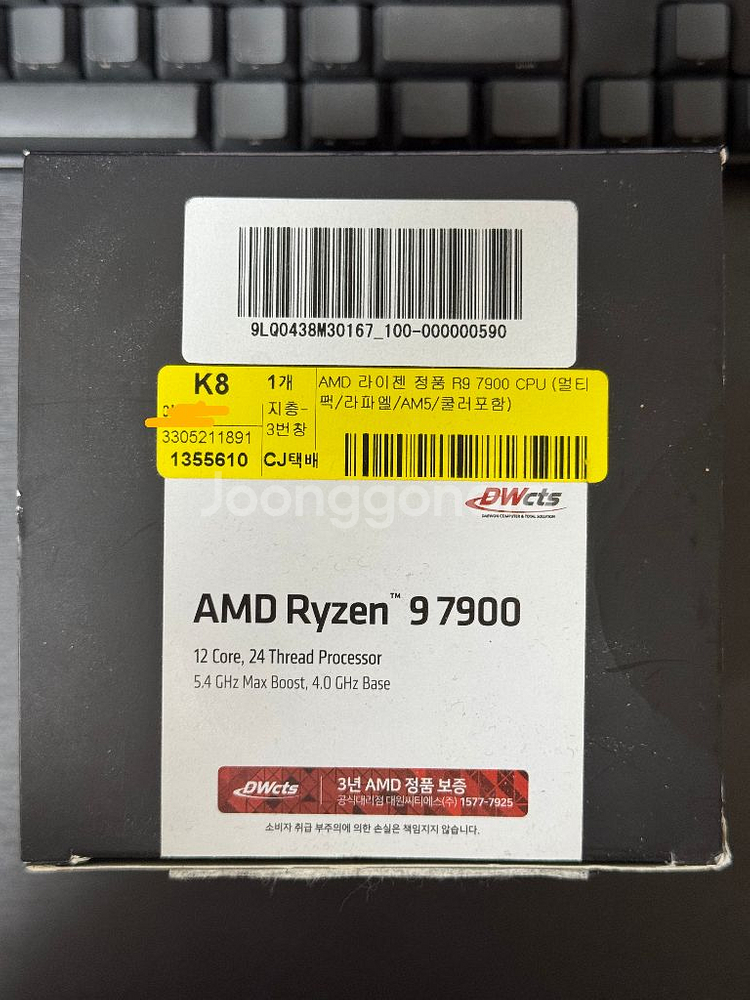 9LQ0438M30167_100-000000590
K8
1개
AMD 라이젠 정품 R9 7900 CPU (멀티
팩/라파엘/AM5/쿨러포함)
지층-
3번창
3305211891
1355610
CJ택배
Joonggon
DWcts
DAEWON COMPUTER & TOTAL SOLUTION
AMD Ryzen™ 9 7900
12 Core, 24 Thread Processor
5.4 GHz Max Boost, 4.0 GHz Base
DWcts
3년 AMD 정품 보증
공식대리점 대원씨티에스(주) 1577-7925
소비자 취급 부주의에 의한 손실은 책임지지 않습니다.